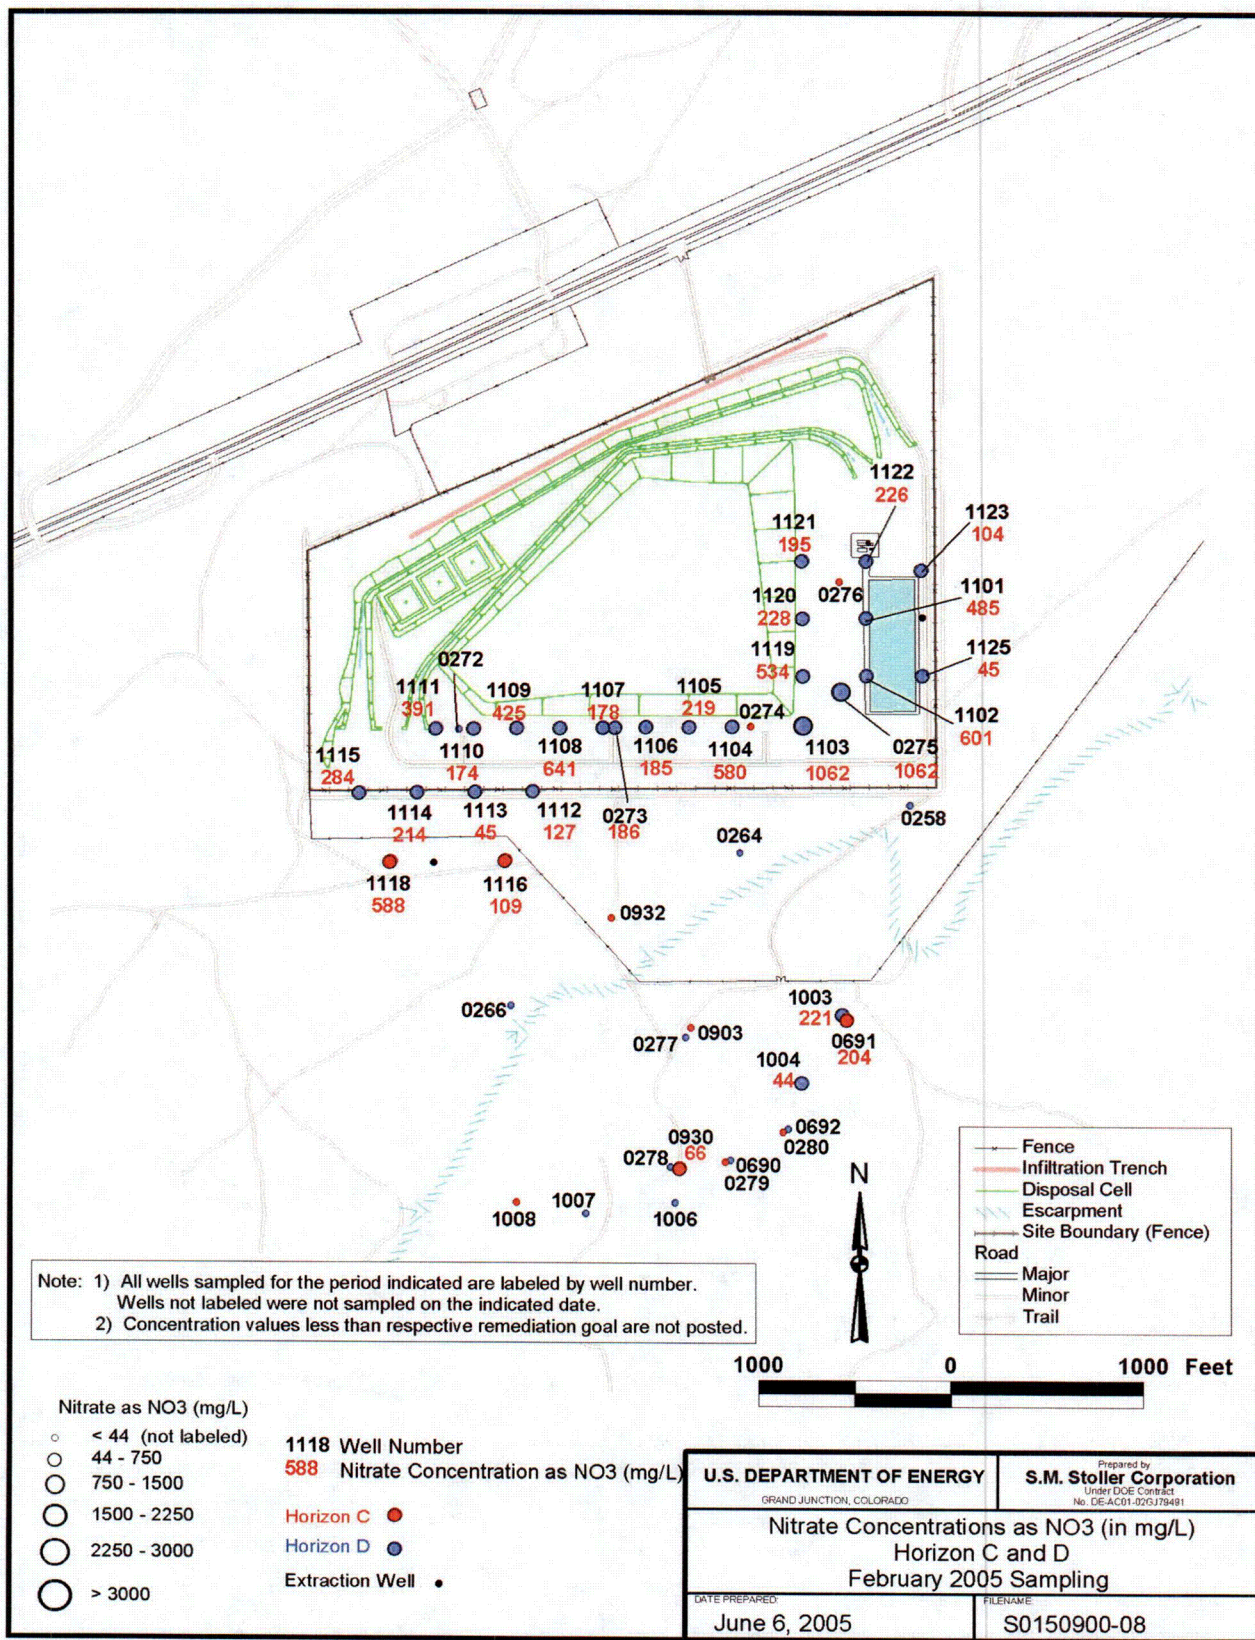 1122
226
1123
104
1121
195
1120
228
0276
1101
485
1119
534
1125
45
0272
1111
391
1109
425
1107
178
1105
219
0274
1102
601
1115
284
1110
174
1108
641
1106
185
1104
580
1103
1062
0275
1062
1114
214
1113
45
1112
127
0273
186
0258
0264
1118
588
1116
109
0932
0266
1003
221
0691
204
0903
0277
1004
44
0692
0280
0930
66
0278
0690
0279
1007
1008
1006
N
Fence
Infiltration Trench
Disposal Cell
Escarpment
Site Boundary (Fence)
Road
Major
Minor
Trail
Note: 1) All wells sampled for the period indicated are labeled by well number.
Wells not labeled were not sampled on the indicated date.
2) Concentration values less than respective remediation goal are not posted.
1000 0 1000 Feet
Nitrate as NO3 (mg/L)
< 44 (not labeled)
44 - 750
750 - 1500
1500 - 2250
2250 - 3000
> 3000
1118 Well Number
588 Nitrate Concentration as NO3 (mg/L)
Horizon C
Horizon D
Extraction Well
U.S. DEPARTMENT OF ENERGY
GRAND JUNCTION, COLORADO
Prepared by
S.M. Stoller Corporation
Under DOE Contract
No. DE-AC01-02GJ79491
Nitrate Concentrations as NO3 (in mg/L)
Horizon C and D
February 2005 Sampling
DATE PREPARED:
June 6, 2005
FILENAME:
S0150900-08